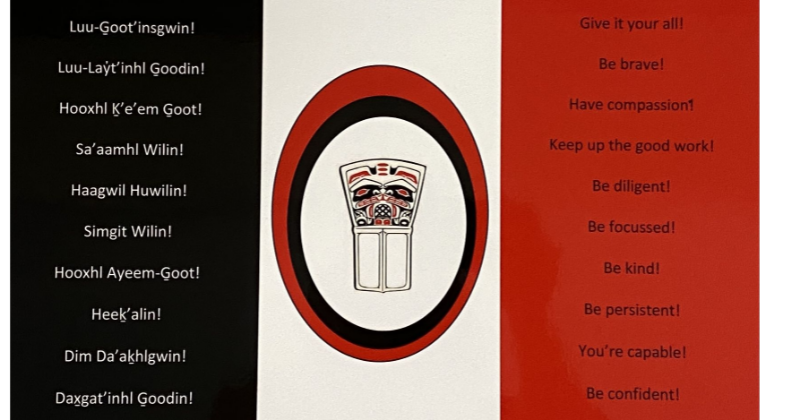 Luu-G̲oot’insgwin!
Luu-Laýt’inhl G̲oodin!
Hooxhl K̲’e’em G̲oot!
Sa’aamhl Wilin!
Haagwil Huwilin!
Simgit Wilin!
Hooxhl Ayeem-G̲oot!
Heek̲’alin!
Dim Da’ak̲hlgwin!
Dax̲gat’inhl G̲oodin!
Give it your all!
Be brave!
Have compassion!
Keep up the good work!
Be diligent!
Be focussed!
Be kind!
Be persistent!
You’re capable!
Be confident!